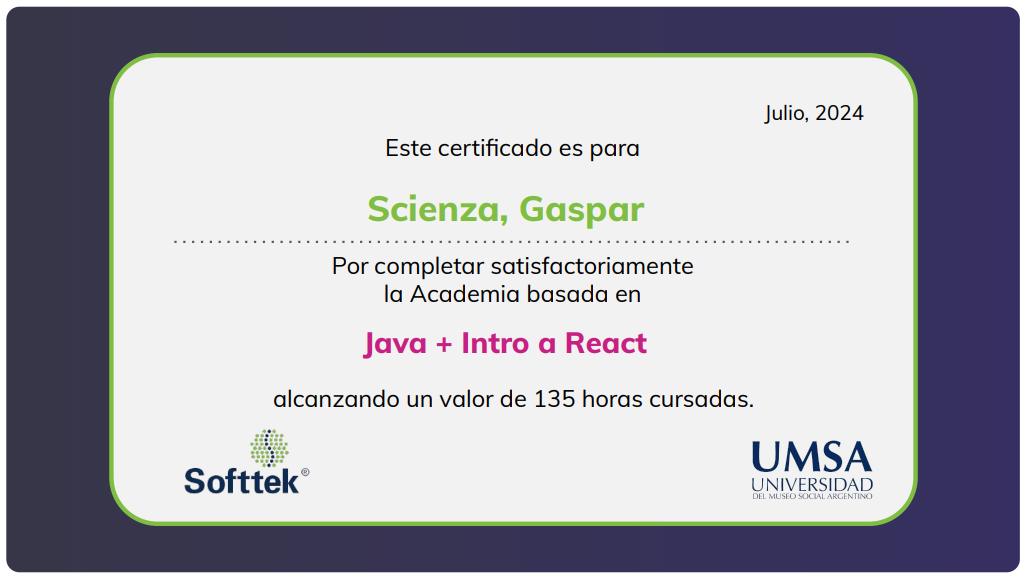 Julio, 2024
Este certificado es para
Scienza, Gaspar
Por completar satisfactoriamente
la Academia basada en
Java + Intro a React
alcanzando un valor de 135 horas cursadas.
Softtek®
UMSA
UNIVERSIDAD
DEL MUSEO SOCIAL ARGENTINO